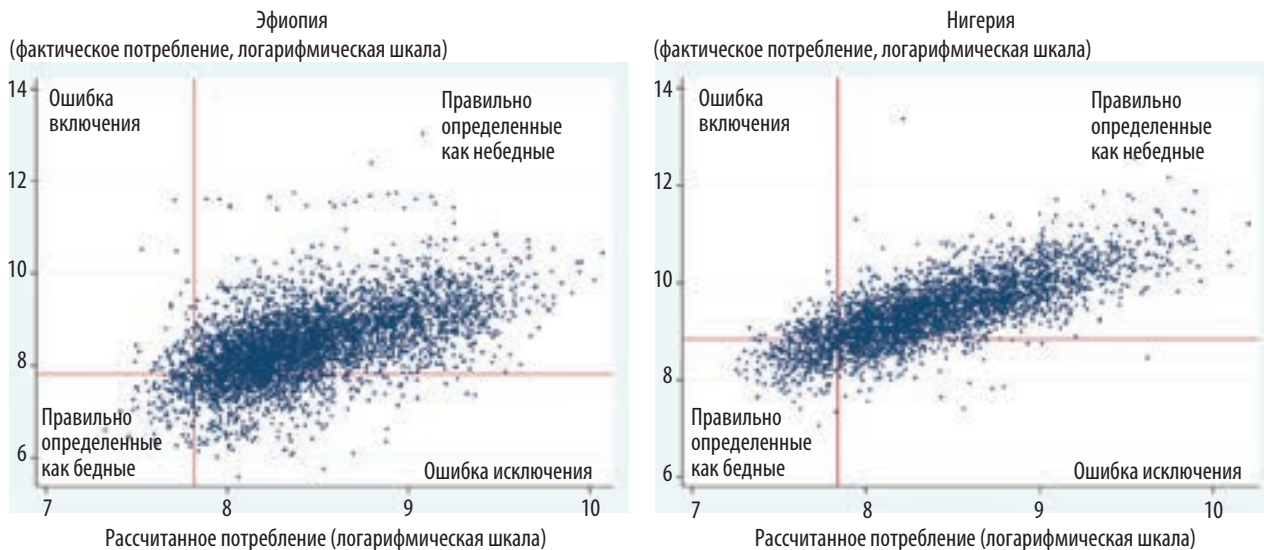 Эфиопия
(фактическое потребление, логарифмическая шкала)
14
12
10
8
6
Ошибка
включения
Правильно
определенные
как небедные
Правильно
определенные
как бедные
Ошибка исключения
7 8 9 10
Рассчитанное потребление (логарифмическая шкала)
Нигерия
(фактическое потребление, логарифмическая шкала)
14
12
10
8
6
Ошибка
включения
Правильно
определенные
как небедные
Правильно
определенные
как бедные
Ошибка исключения
7 8 9 10
Рассчитанное потребление (логарифмическая шкала)